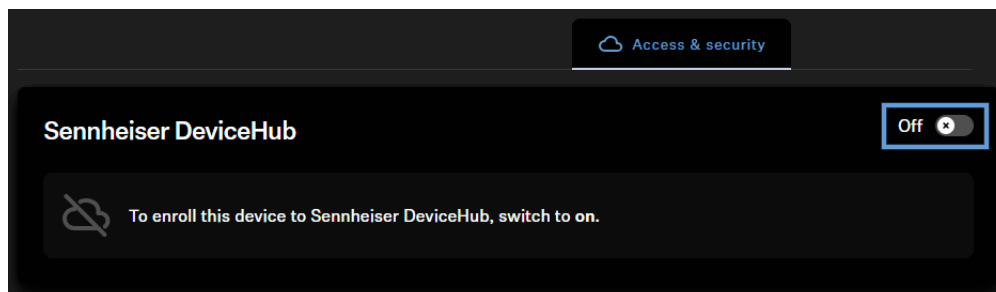 Access & security
Sennheiser DeviceHub
Off
To enroll this device to Sennheiser DeviceHub, switch to on.